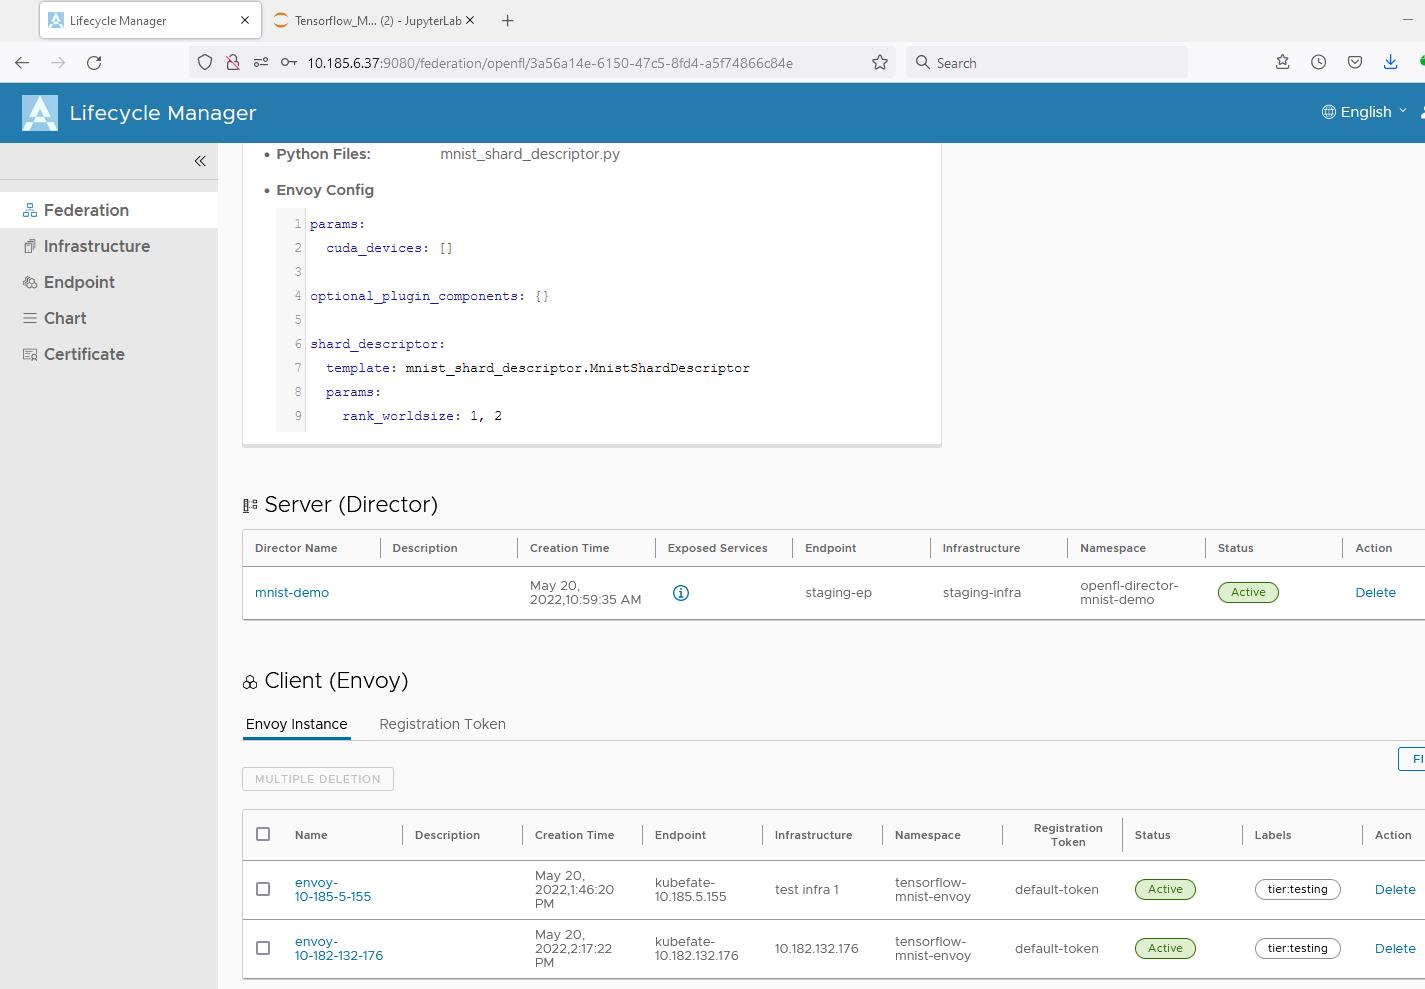 Lifecycle Manager
Tensorflow_M... (2) - JupyterLab
10.185.6.37:9080/federation/openfl/3a56a14e-6150-47c5-8fd4-a5f74866c84e
Search
Lifecycle Manager
English
Federation
Infrastructure
Endpoint
Chart
Certificate
• Python Files: mnist_shard_descriptor.py
• Envoy Config
1 params:
2 cuda_devices: []
3
4 optional_plugin_components: {}
5
6 shard_descriptor:
7 template: mnist_shard_descriptor.MnistShardDescriptor
8 params:
9 rank_worldsize: 1, 2
Server (Director)
Director Name Description Creation Time Exposed Services Endpoint Infrastructure Namespace Status Action
mnist-demo May 20, 2022,10:59:35 AM staging-ep staging-infra openfl-director-mnist-demo Active Delete
Client (Envoy)
Envoy Instance Registration Token
FI
MULTIPLE DELETION
Name Description Creation Time Endpoint Infrastructure Namespace Registration Token Status Labels Action
envoy-10-185-5-155 May 20, 2022,1:46:20 PM kubefate-10.185.5.155 test infra 1 tensorflow-mnist-envoy default-token Active tier:testing Delete
envoy-10-182-132-176 May 20, 2022,2:17:22 PM kubefate-10.182.132.176 10.182.132.176 tensorflow-mnist-envoy default-token Active tier:testing Delete